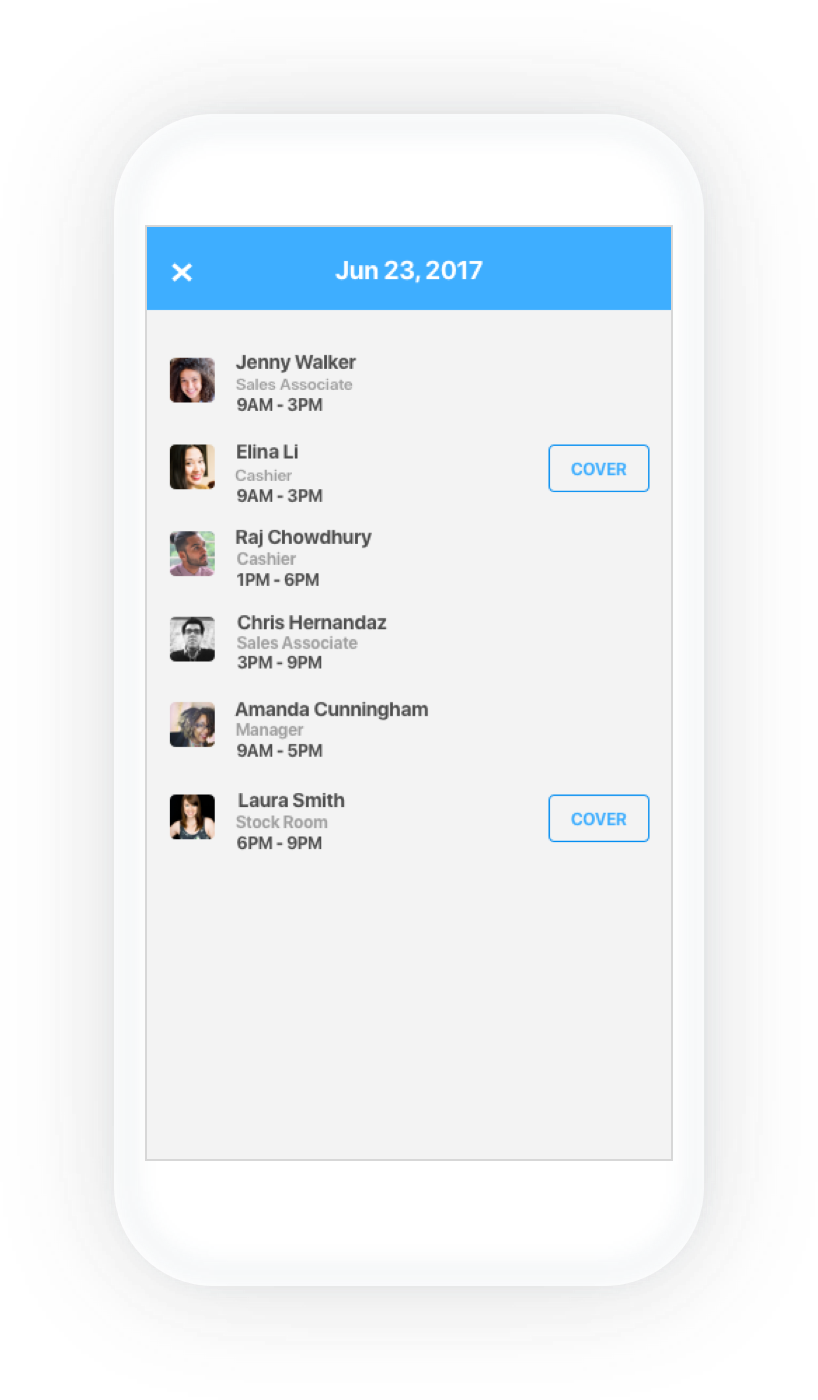 Jun 23, 2017
Jenny Walker
Sales Associate
9AM - 3PM
Elina Li
Cashier
9AM - 3PM
COVER
Raj Chowdhury
Cashier
1PM - 6PM
Chris Hernandaz
Sales Associate
3PM - 9PM
Amanda Cunningham
Manager
9AM - 5PM
Laura Smith
Stock Room
6PM - 9PM
COVER